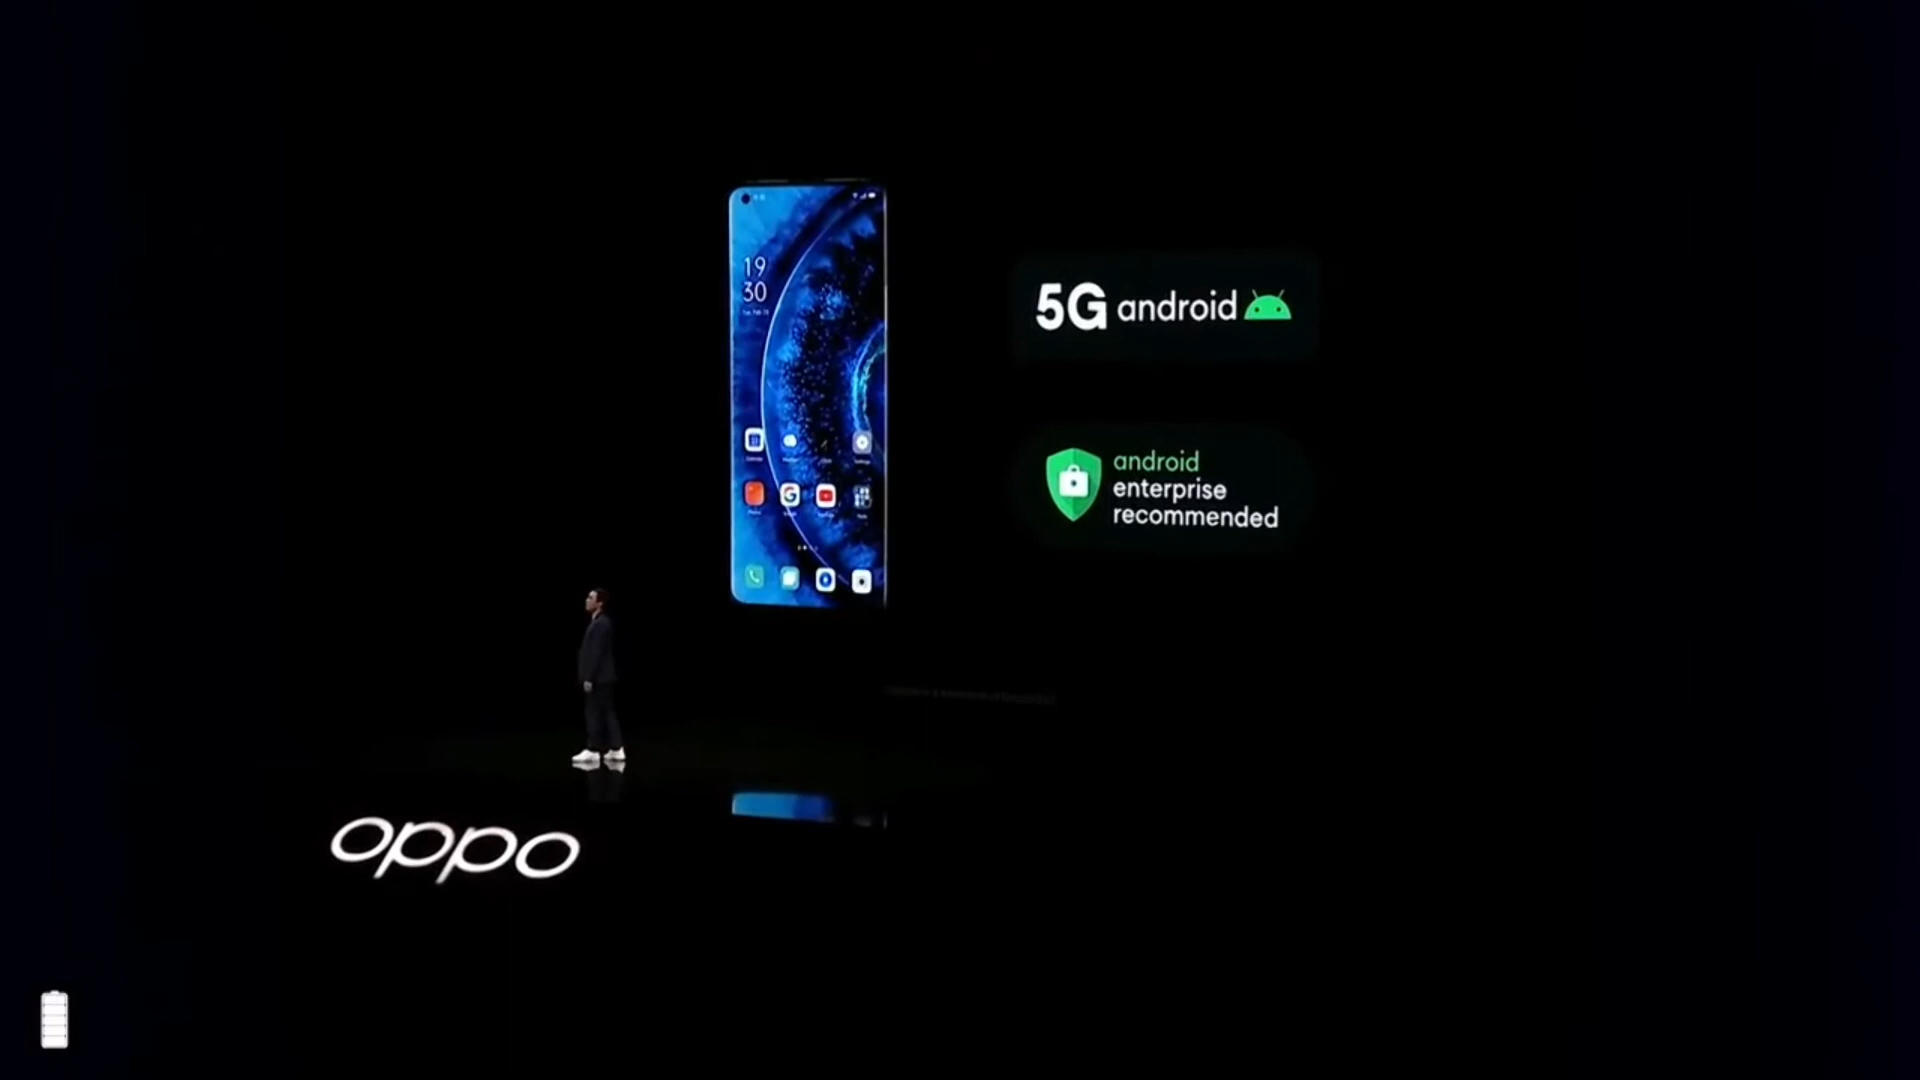 19
30
5G android
android
enterprise
recommended
oppo